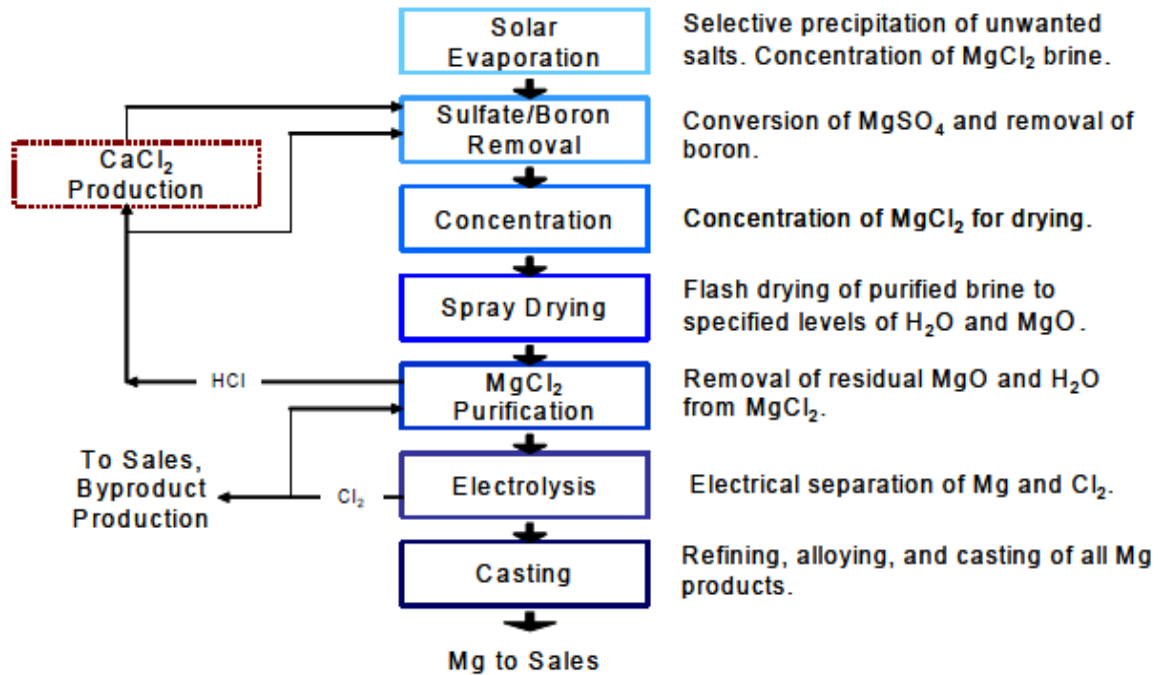 Solar
Evaporation
Selective precipitation of unwanted
salts. Concentration of MgCl₂ brine.
Sulfate/Boron
Removal
Conversion of MgSO₄ and removal of
boron.
CaCl₂
Production
Concentration
Concentration of MgCl₂ for drying.
Spray Drying
Flash drying of purified brine to
specified levels of H₂O and MgO.
HCl
MgCl₂
Purification
Removal of residual MgO and H₂O
from MgCl₂.
To Sales,
Byproduct
Production
Cl₂
Electrolysis
Electrical separation of Mg and Cl₂.
Casting
Refining, alloying, and casting of all Mg
products.
Mg to Sales